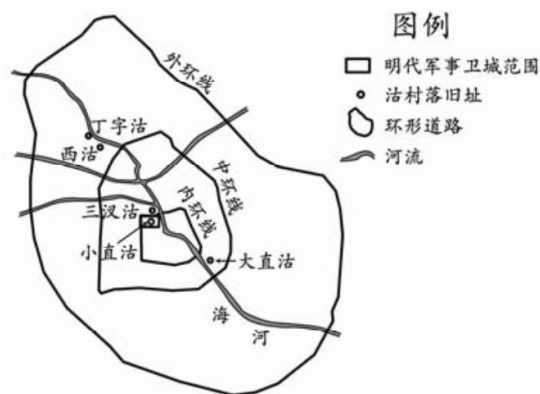 图例
明代军事卫城范围
沽村落旧址
环形道路
河流
外环线
丁字沽
西沽
中环线
内环线
三汊沽
小直沽
大直沽
海河